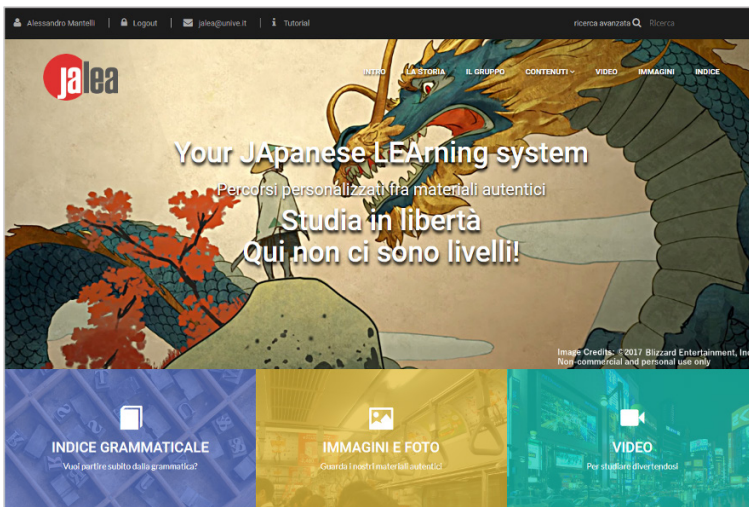 Alessandro Mantelli | Logout | jalea@unive.it | Tutorial ricerca avanzata Ricerca
jalea
INTRO LA STORIA IL GRUPPO CONTENUTI VIDEO IMMAGINI INDICE
Your JApanese LEArning system
Percorsi personalizzati fra materiali autentici
Studia in libertà
Qui non ci sono livelli!
Image Credits: ©2017 Blizzard Entertainment, Inc
Non-commercial and personal use only
INDICE GRAMMATICALE
Vuoi partire subito dalla grammatica?
IMMAGINI E FOTO
Guarda i nostri materiali autentici
VIDEO
Per studiare divertendosi